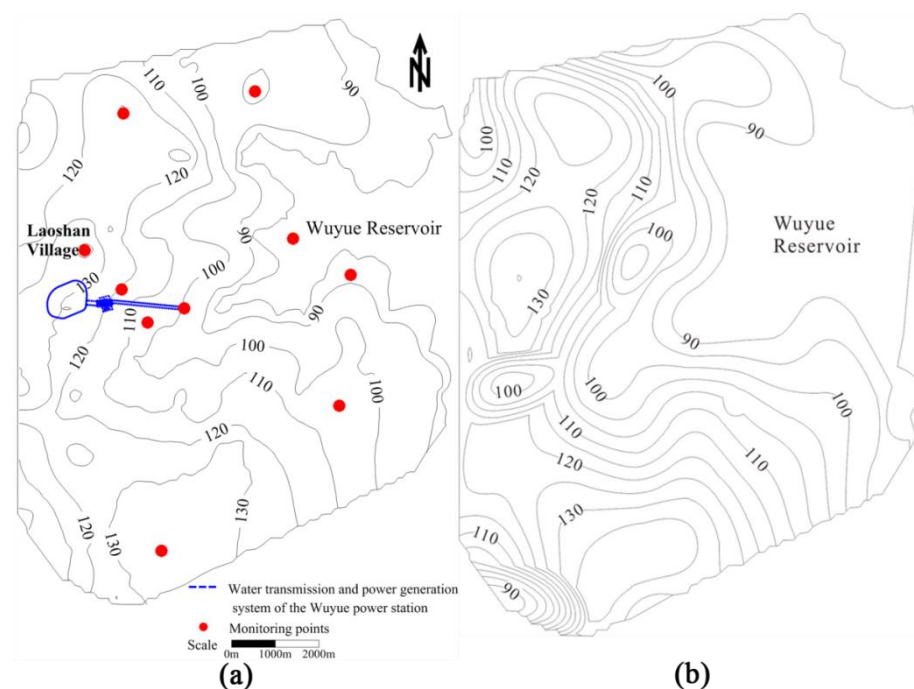 N
110
100
90
120
120
Laoshan
Village
90
Wuyue Reservoir
130
100
110
90
120
100
110
100
120
120
130
130
Water transmission and power generation
system of the Wuyue power station
Monitoring points
Scale
0m 1000m 2000m
(a)
100
90
100
110
120
120
110
100
Wuyue
Reservoir
130
90
100
100
100
110
120
110
130
110
90
(b)